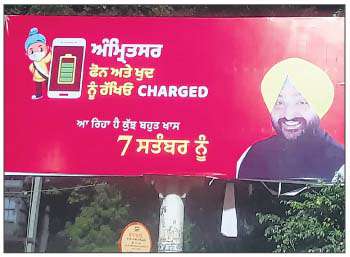 ਅੰਮ੍ਰਿਤਸਰ
ਫੋਨ ਅਤੇ ਖੁਦ
ਨੂੰ ਰੱਖਿਓ CHARGED
ਆ ਰਿਹਾ ਹੈ ਕੁੱਝ ਬਹੁਤ ਖਾਸ
7 ਸਤੰਬਰ ਨੂੰ